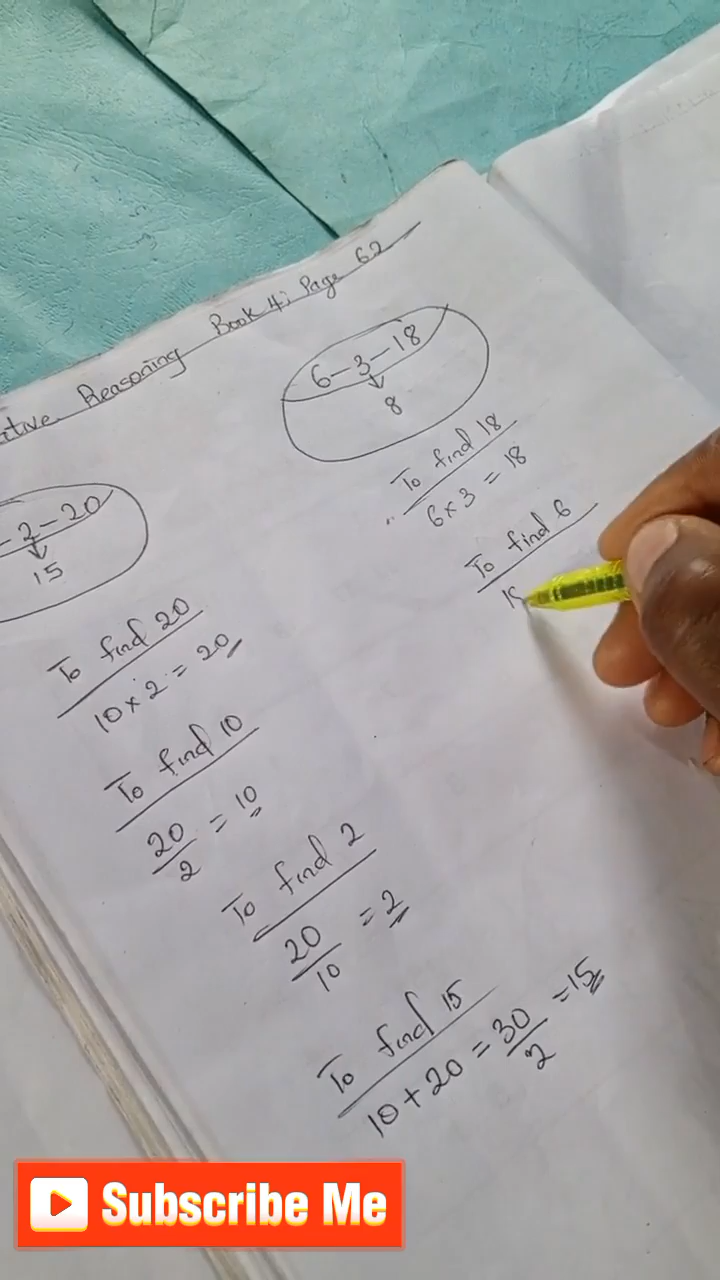 Reasoning Book 4; Page 62
- 2 - 20
15
To find 20
10 × 2 = 20
To find 10
20/2 = 10
To find 2
20/10 = 2
To find 15
10 + 20 = 30/2 = 15
6 - 3 - 18
8
To find 18
6 × 3 = 18
To find 6
Subscribe Me